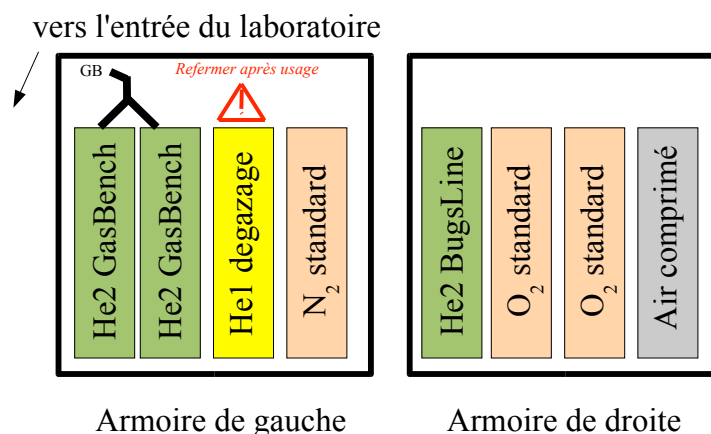 vers l'entrée du laboratoire
GB
Refermer après usage
!
He2 GasBench
He2 GasBench
He1 degazage
N₂ standard
He2 BugsLine
O₂ standard
O₂ standard
Air comprimé
Armoire de gauche
Armoire de droite